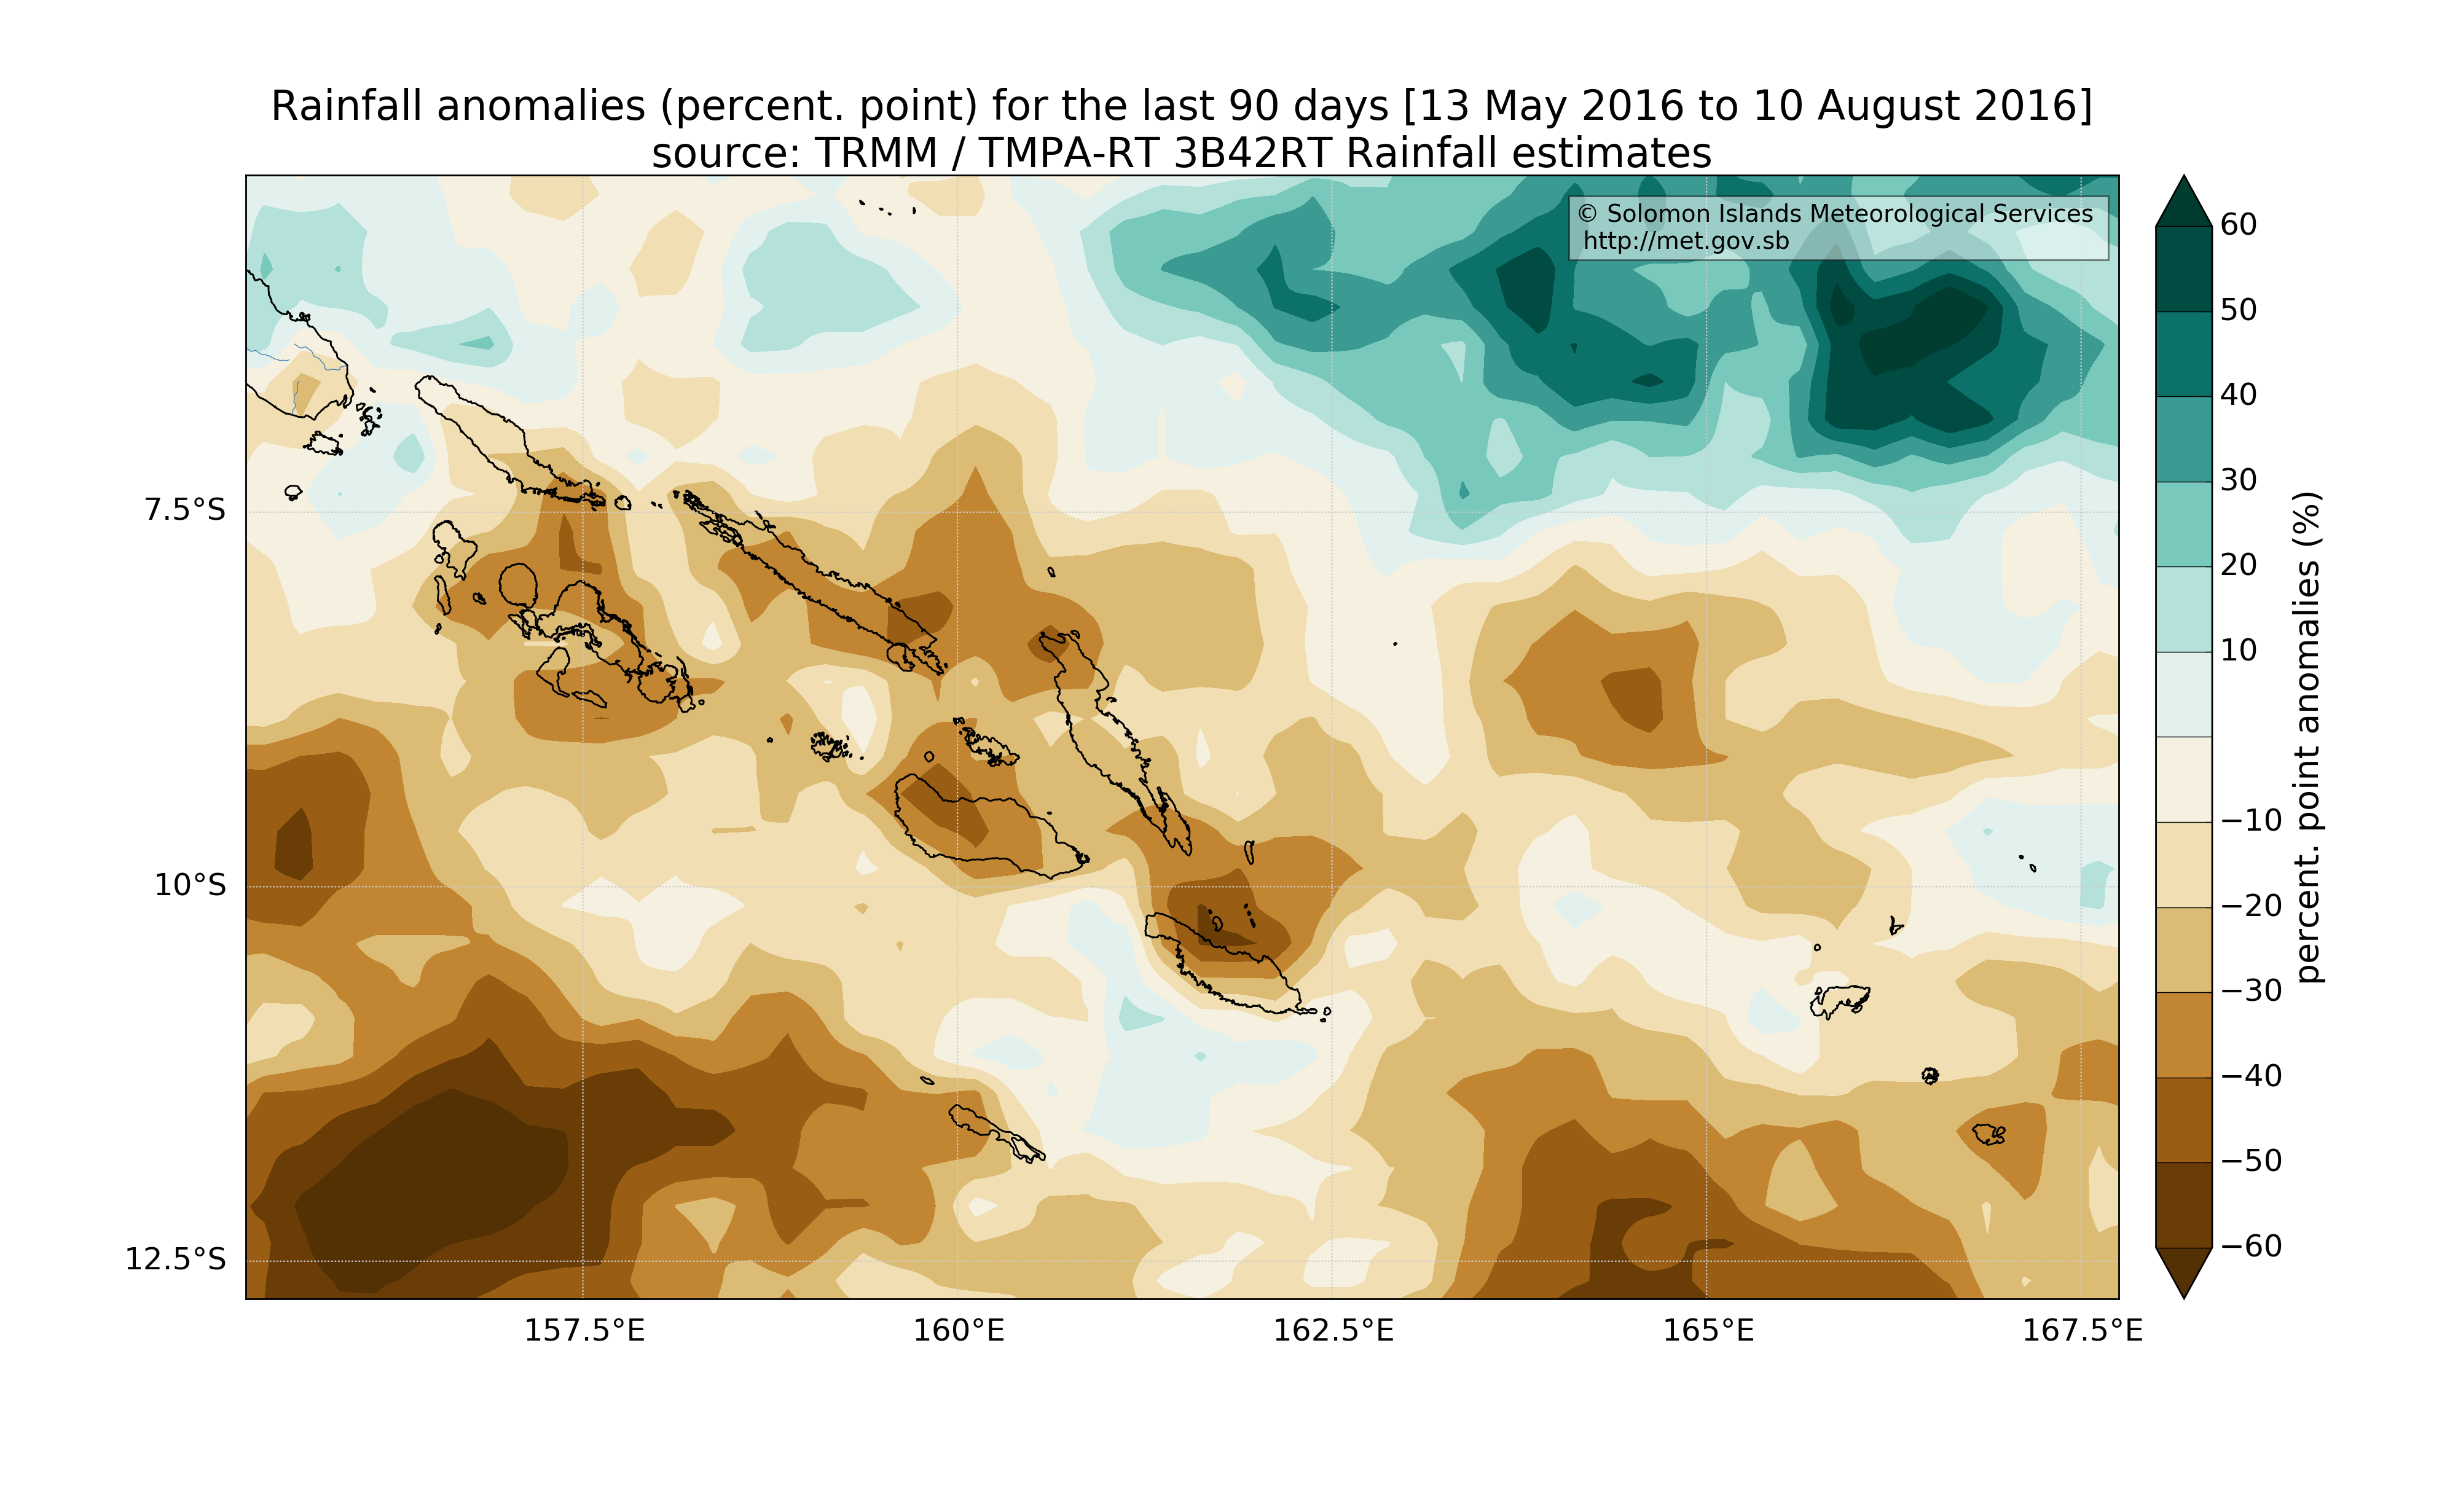 Rainfall anomalies (percent. point) for the last 90 days [13 May 2016 to 10 August 2016]
source: TRMM / TMPA-RT 3B42RT Rainfall estimates
© Solomon Islands Meteorological Services
http://met.gov.sb
7.5°S
10°S
12.5°S
157.5°E
160°E
162.5°E
165°E
167.5°E
60
50
40
30
20
10
−10
−20
−30
−40
−50
−60
percent. point anomalies (%)